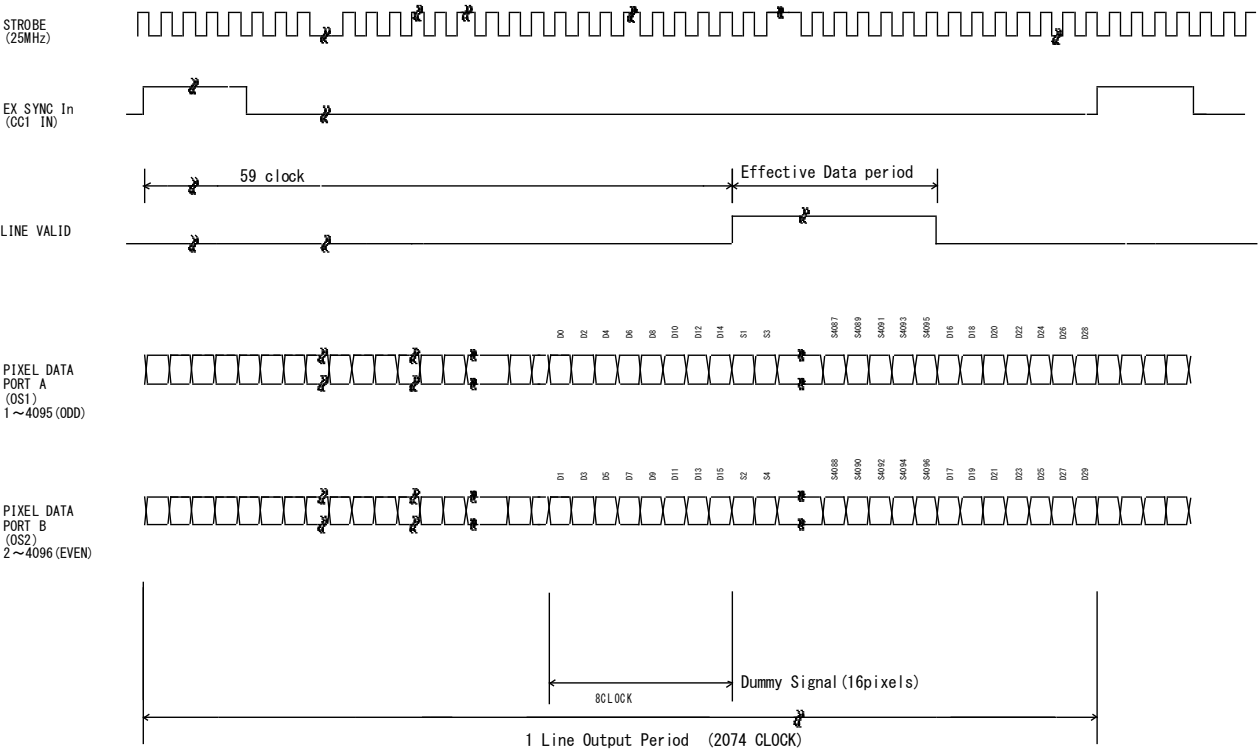 STROBE
(25MHz)
EX SYNC In
(CC1 IN)
59 clock
Effective Data period
LINE VALID
D0 D2 D4 D6 D8 D10 D12 D14 S1 S3 S4087 S4089 S4091 S4093 S4095 D16 D18 D20 D22 D24 D26 D28
PIXEL DATA
PORT A
(OS1)
1～4095(ODD)
D1 D3 D5 D7 D9 D11 D13 D15 S2 S4 S4088 S4090 S4092 S4094 S4096 D17 D19 D21 D23 D25 D27 D29
PIXEL DATA
PORT B
(OS2)
2～4096(EVEN)
Dummy Signal(16pixels)
8CLOCK
1 Line Output Period (2074 CLOCK)